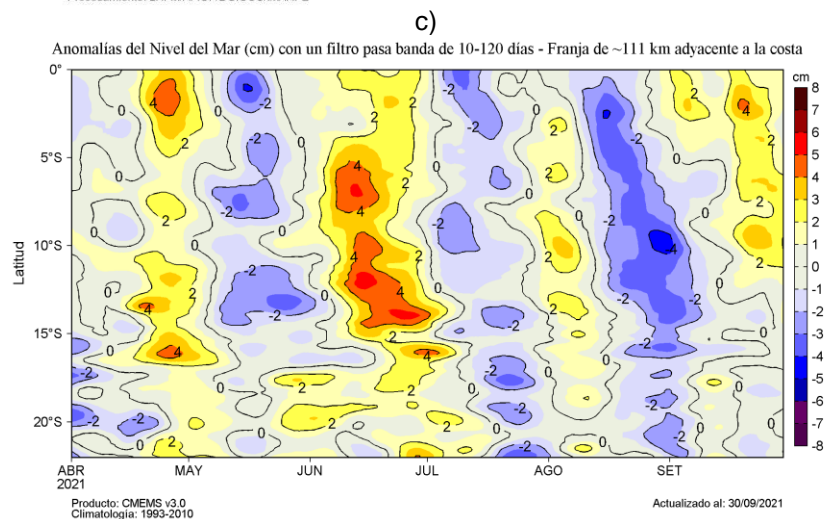 c)
Anomalías del Nivel del Mar (cm) con un filtro pasa banda de 10-120 días - Franja de ~111 km adyacente a la costa
cm
0°
5°S
10°S
15°S
20°S
Latitud
ABR
2021
MAY
JUN
JUL
AGO
SET
8
7
6
5
4
3
2
1
0
-1
-2
-3
-4
-5
-6
-7
-8
Producto: CMEMS v3.0
Climatología: 1993-2010
Actualizado al: 30/09/2021